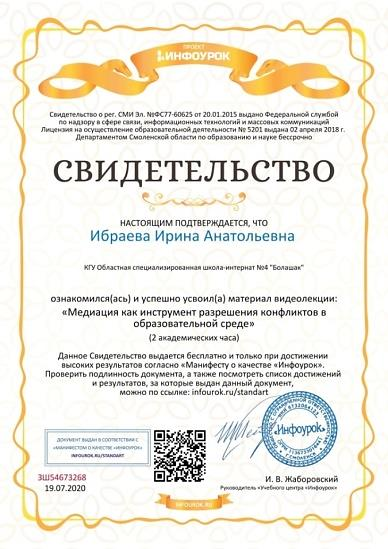 ПРОЕКТ
ИНФОУРОК
Свидетельство о рег. СМИ Эл. №ФС77-60625 от 20.01.2015 выдано Федеральной службой
по надзору в сфере связи, информационных технологий и массовых коммуникаций
Лицензия на осуществление образовательной деятельности № 5201 выдана 02 апреля 2018 г.
Департаментом Смоленской области по образованию и науке бессрочно
СВИДЕТЕЛЬСТВО
НАСТОЯЩИМ ПОДТВЕРЖДАЕТСЯ, ЧТО
Ибраева Ирина Анатольевна
КГУ Областная специализированная школа-интернат №4 "Болашак"
ознакомился(ась) и успешно усвоил(а) материал видеолекции:
«Медиация как инструмент разрешения конфликтов в
образовательной среде»
(2 академических часа)
Данное Свидетельство выдается бесплатно и только при достижении
высоких результатов согласно «Манифесту о качестве «Инфоурок».
Проверить подлинность документа, а также посмотреть список достижений
и результатов, за которые выдан данный документ,
можно по ссылке: infourok.ru/standart
ДОКУМЕНТ ВЫДАН В СООТВЕТСТВИИ С
«МАНИФЕСТОМ О КАЧЕСТВЕ «ИНФОУРОК»
INFOUROK.RU/STANDART
«Инфоурок»
ЗШ54673268
19.07.2020
И. В. Жаборовский
Руководитель «Учебного центра «Инфоурок»
INFOUROK.RU